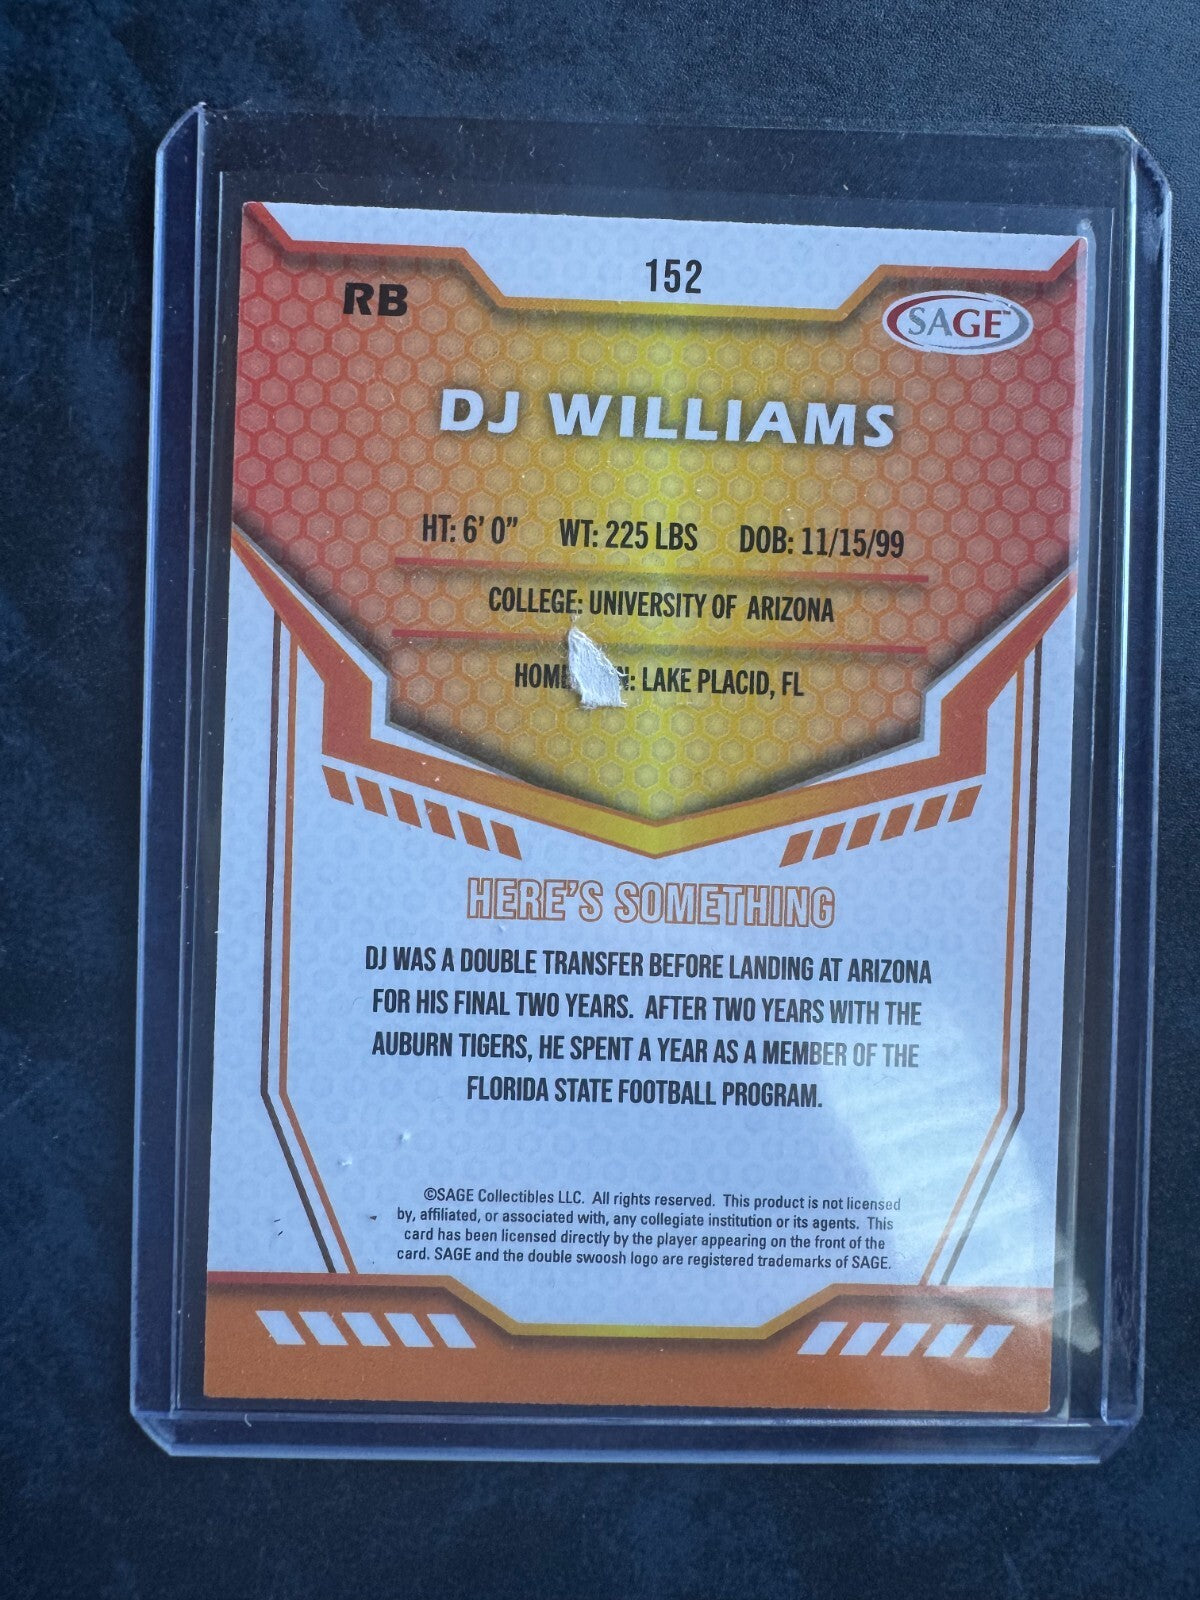 152
RB
SAGE™
DJ WILLIAMS
HT: 6' 0" WT: 225 LBS DOB: 11/15/99
COLLEGE: UNIVERSITY OF ARIZONA
LAKE PLACID, FL
HERE'S SOMETHING
DJ WAS A DOUBLE TRANSFER BEFORE LANDING AT ARIZONA
FOR HIS FINAL TWO YEARS. AFTER TWO YEARS WITH THE
AUBURN TIGERS, HE SPENT A YEAR AS A MEMBER OF THE
FLORIDA STATE FOOTBALL PROGRAM.
©SAGE Collectibles LLC. All rights reserved. This product is not licensed
by, affiliated, or associated with, any collegiate institution or its agents. This
card has been licensed directly by the player appearing on the front of the
card. SAGE and the double swoosh logo are registered trademarks of SAGE.